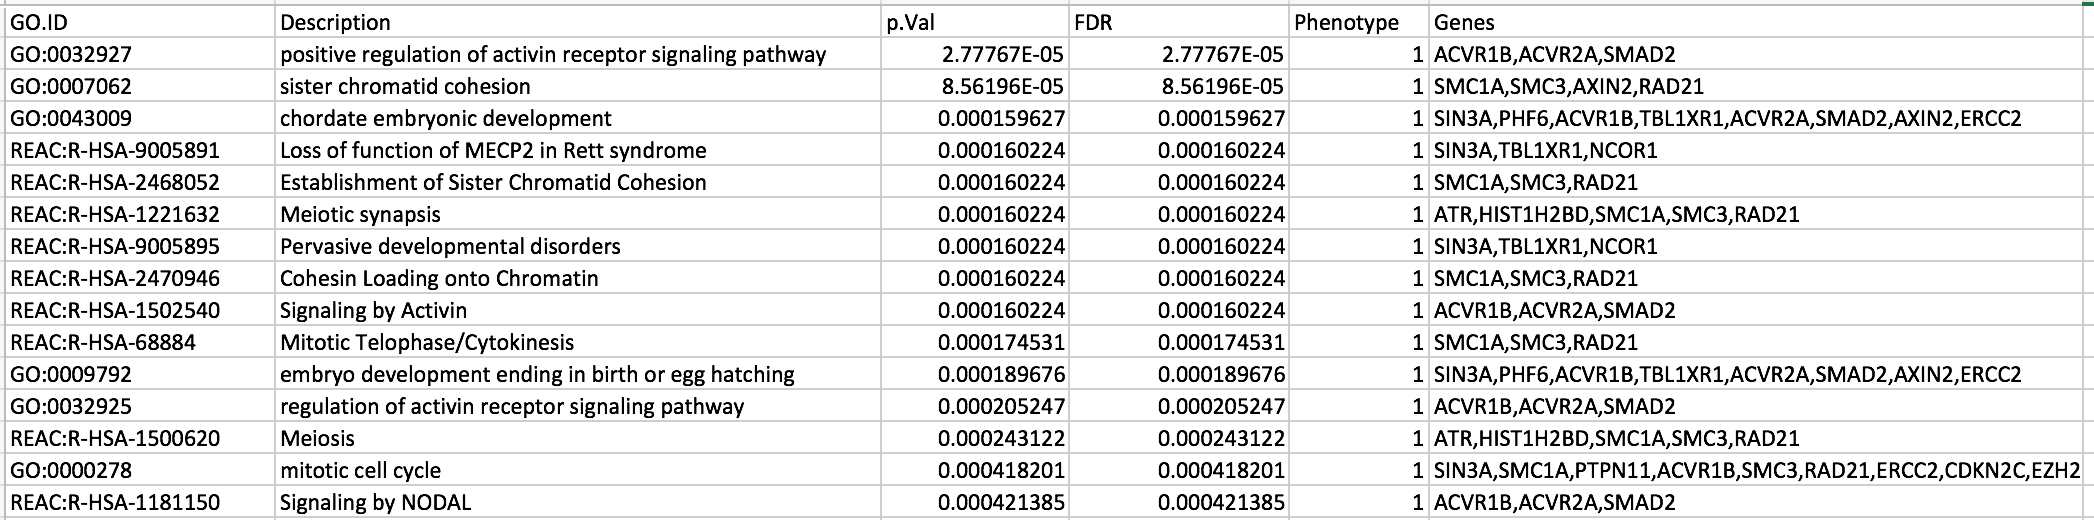 GO.ID Description p.Val FDR Phenotype Genes
GO:0032927 positive regulation of activin receptor signaling pathway 2.77767E-05 2.77767E-05 1 ACVR1B,ACVR2A,SMAD2
GO:0007062 sister chromatid cohesion 8.56196E-05 8.56196E-05 1 SMC1A,SMC3,AXIN2,RAD21
GO:0043009 chordate embryonic development 0.000159627 0.000159627 1 SIN3A,PHF6,ACVR1B,TBL1XR1,ACVR2A,SMAD2,AXIN2,ERCC2
REAC:R-HSA-9005891 Loss of function of MECP2 in Rett syndrome 0.000160224 0.000160224 1 SIN3A,TBL1XR1,NCOR1
REAC:R-HSA-2468052 Establishment of Sister Chromatid Cohesion 0.000160224 0.000160224 1 SMC1A,SMC3,RAD21
REAC:R-HSA-1221632 Meiotic synapsis 0.000160224 0.000160224 1 ATR,HIST1H2BD,SMC1A,SMC3,RAD21
REAC:R-HSA-9005895 Pervasive developmental disorders 0.000160224 0.000160224 1 SIN3A,TBL1XR1,NCOR1
REAC:R-HSA-2470946 Cohesin Loading onto Chromatin 0.000160224 0.000160224 1 SMC1A,SMC3,RAD21
REAC:R-HSA-1502540 Signaling by Activin 0.000160224 0.000160224 1 ACVR1B,ACVR2A,SMAD2
REAC:R-HSA-68884 Mitotic Telophase/Cytokinesis 0.000174531 0.000174531 1 SMC1A,SMC3,RAD21
GO:0009792 embryo development ending in birth or egg hatching 0.000189676 0.000189676 1 SIN3A,PHF6,ACVR1B,TBL1XR1,ACVR2A,SMAD2,AXIN2,ERCC2
GO:0032925 regulation of activin receptor signaling pathway 0.000205247 0.000205247 1 ACVR1B,ACVR2A,SMAD2
REAC:R-HSA-1500620 Meiosis 0.000243122 0.000243122 1 ATR,HIST1H2BD,SMC1A,SMC3,RAD21
GO:0000278 mitotic cell cycle 0.000418201 0.000418201 1 SIN3A,SMC1A,PTPN11,ACVR1B,SMC3,RAD21,ERCC2,CDKN2C,EZH2
REAC:R-HSA-1181150 Signaling by NODAL 0.000421385 0.000421385 1 ACVR1B,ACVR2A,SMAD2